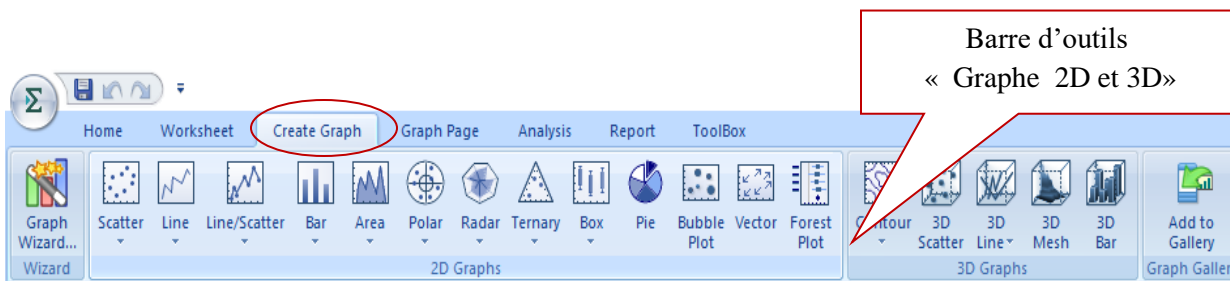 Barre d’outils
« Graphe 2D et 3D»
Σ
Home Worksheet Create Graph Graph Page Analysis Report ToolBox
Graph Wizard... Scatter Line Line/Scatter Bar Area Polar Radar Ternary Box Pie Bubble Plot Vector Forest Plot Contour 3D Scatter 3D Line 3D Mesh 3D Bar Add to Gallery
Wizard 2D Graphs 3D Graphs Graph Galler